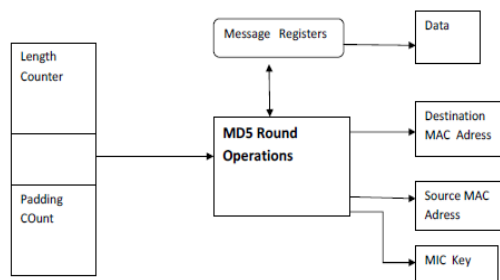 Length
Counter
Padding
COunt
Message Registers
MD5 Round
Operations
Data
Destination
MAC Adress
Source MAC
Adress
MIC Key